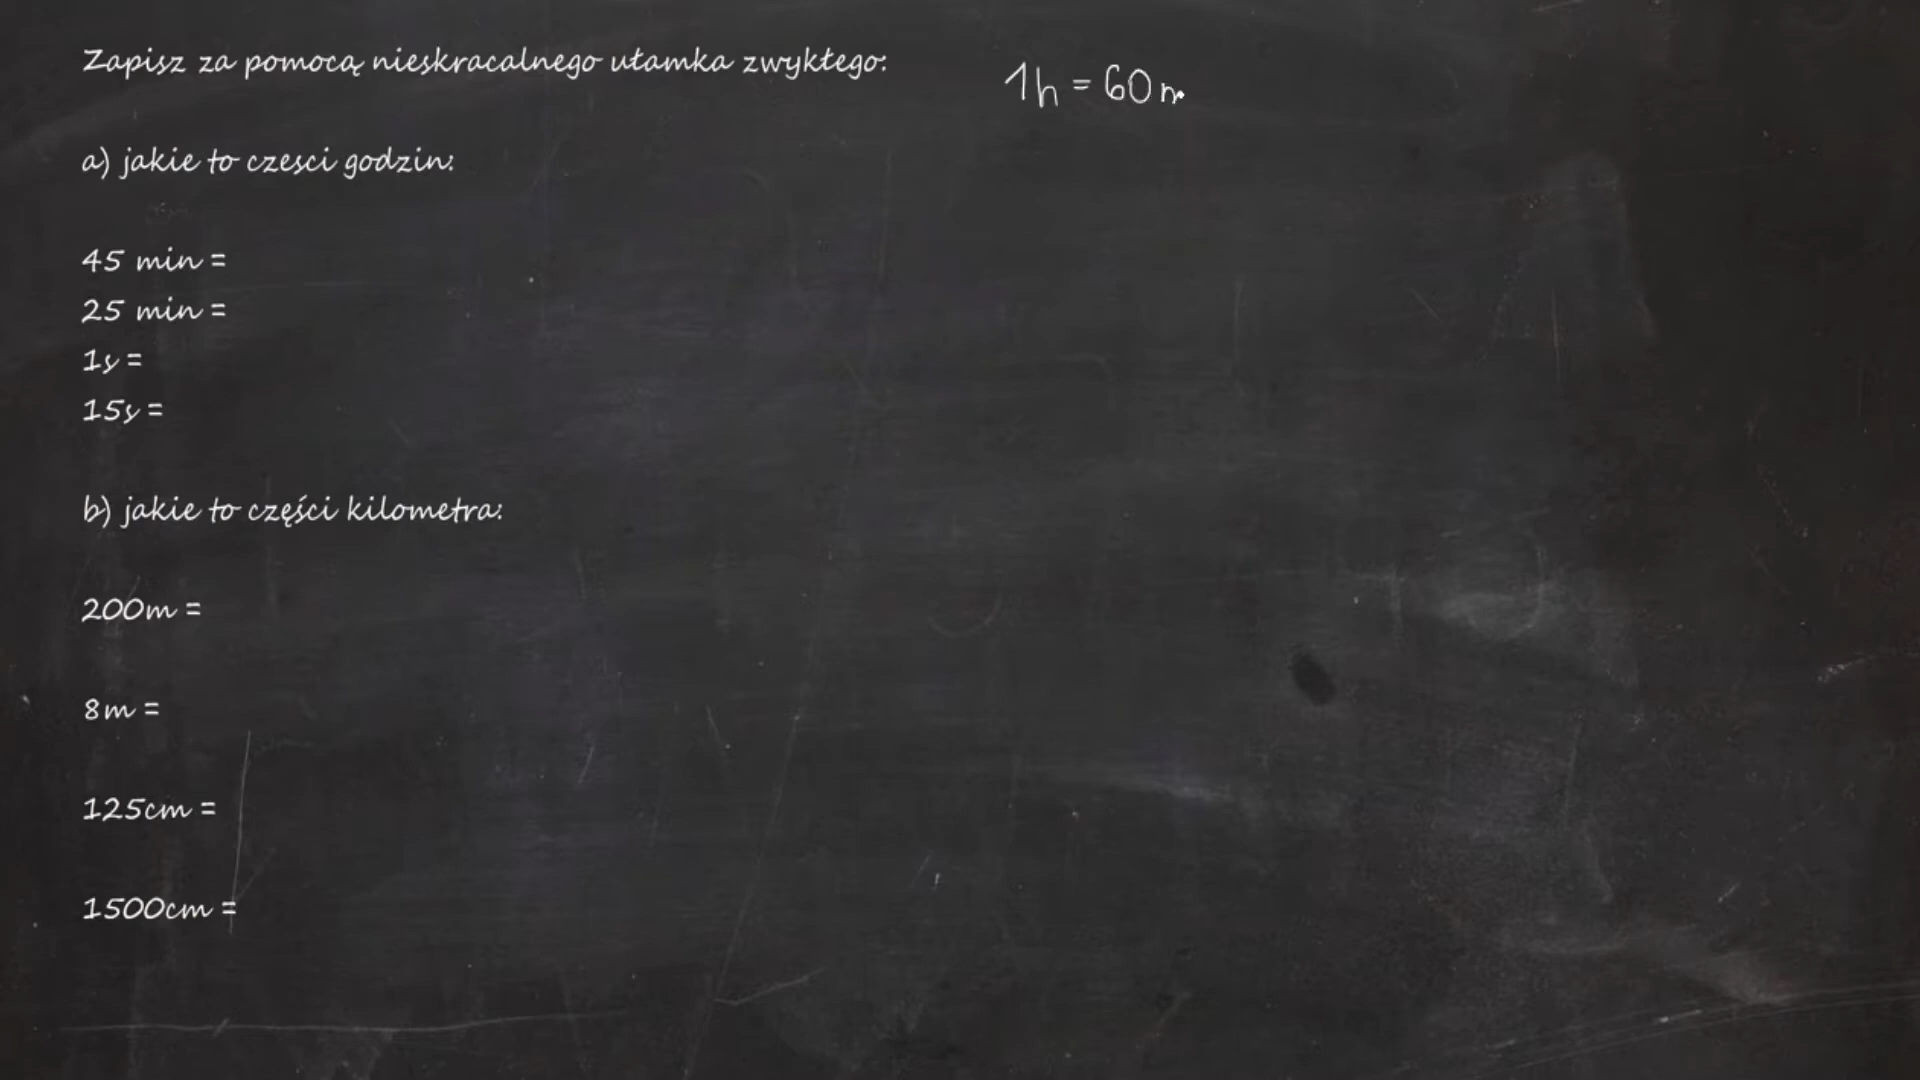 Zapisz za pomocą nieskracalnego ułamka zwykłego:
1h = 60 m
a) jakie to czesci godzin:
45 min =
25 min =
1s =
15s =
b) jakie to części kilometra:
200m =
8m =
125cm =
1500cm =